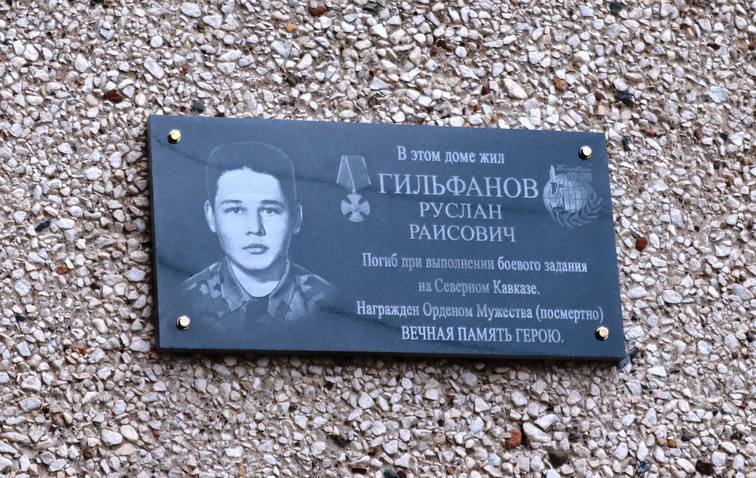 В этом доме жил
ГИЛЬФАНОВ
РУСЛАН
РАИСОВИЧ
Погиб при выполнении боевого задания
на Северном Кавказе.
Награжден Орденом Мужества (посмертно)
ВЕЧНАЯ ПАМЯТЬ ГЕРОЮ.